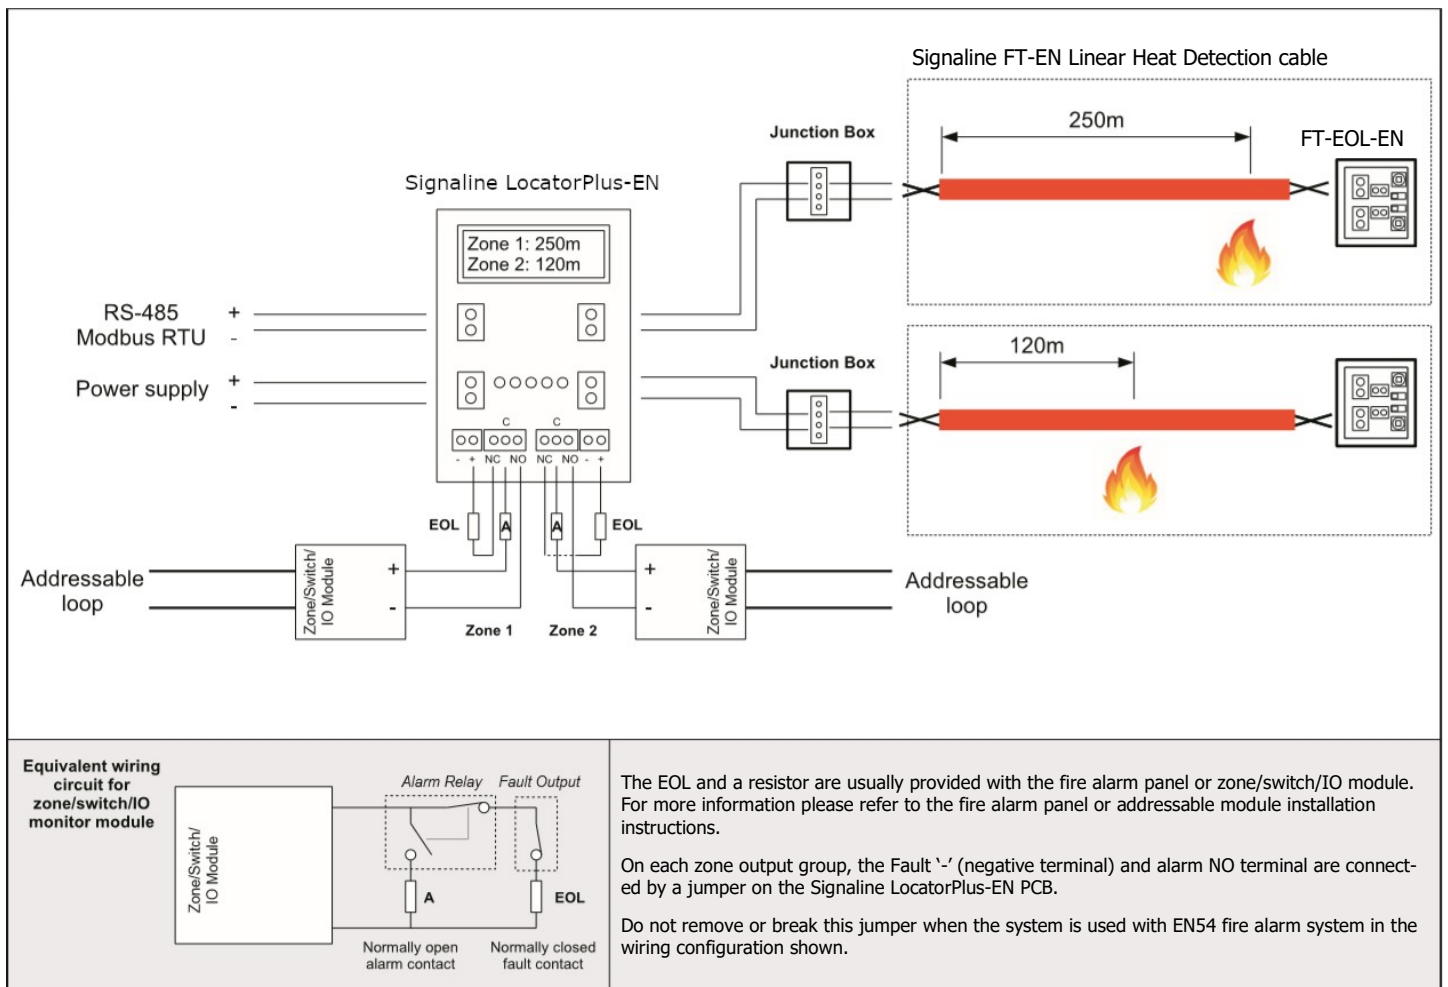 Signaline FT-EN Linear Heat Detection cable
250m
Junction Box
FT-EOL-EN
Signaline LocatorPlus-EN
Zone 1: 250m
Zone 2: 120m
RS-485
Modbus RTU
+
-
120m
Junction Box
Power supply
+
-
C
C
- + NC NO NC NO - +
EOL
A
A
EOL
Addressable
loop
Zone/Switch/
IO Module
+
-
Zone 1
Zone 2
+
-
Zone/Switch/
IO Module
Addressable
loop
Equivalent wiring
circuit for
zone/switch/IO
monitor module
Zone/Switch/
IO Module
Alarm Relay
Fault Output
A
EOL
Normally open
alarm contact
Normally closed
fault contact
The EOL and a resistor are usually provided with the fire alarm panel or zone/switch/IO module.
For more information please refer to the fire alarm panel or addressable module installation
instructions.
On each zone output group, the Fault ‘-’ (negative terminal) and alarm NO terminal are connect-
ed by a jumper on the Signaline LocatorPlus-EN PCB.
Do not remove or break this jumper when the system is used with EN54 fire alarm system in the
wiring configuration shown.